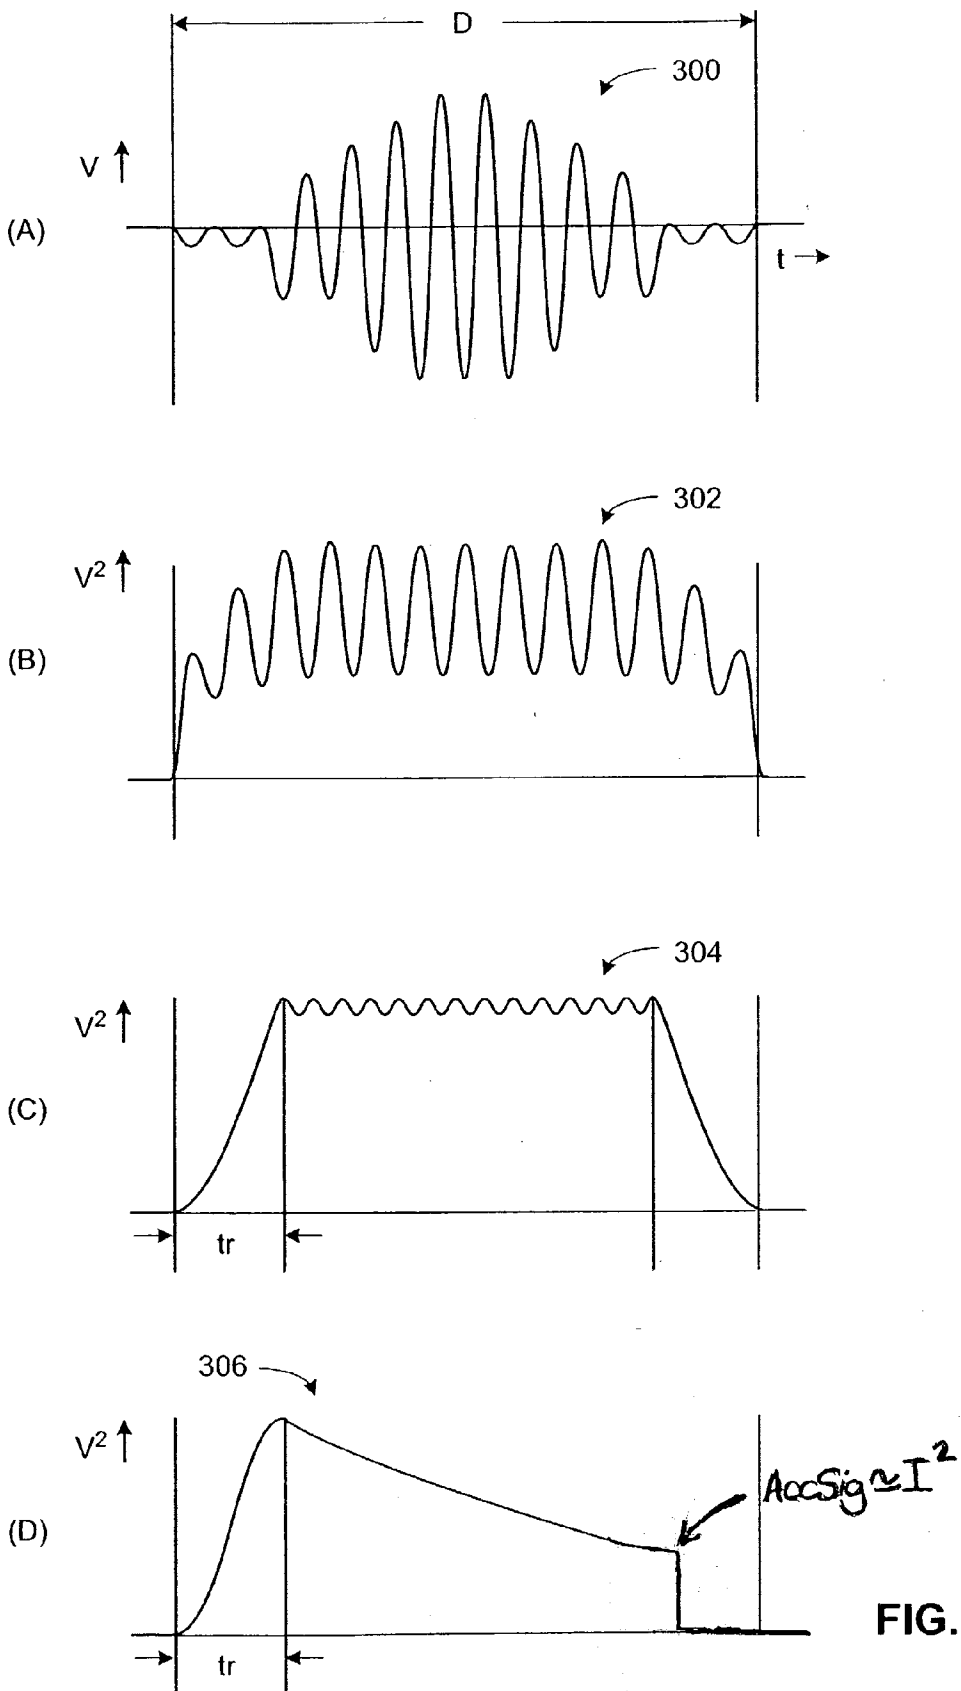 D
300
V
(A)
t
302
V²
(B)
304
V²
(C)
tr
306
V²
AccSig≃I²
(D)
FIG.
tr